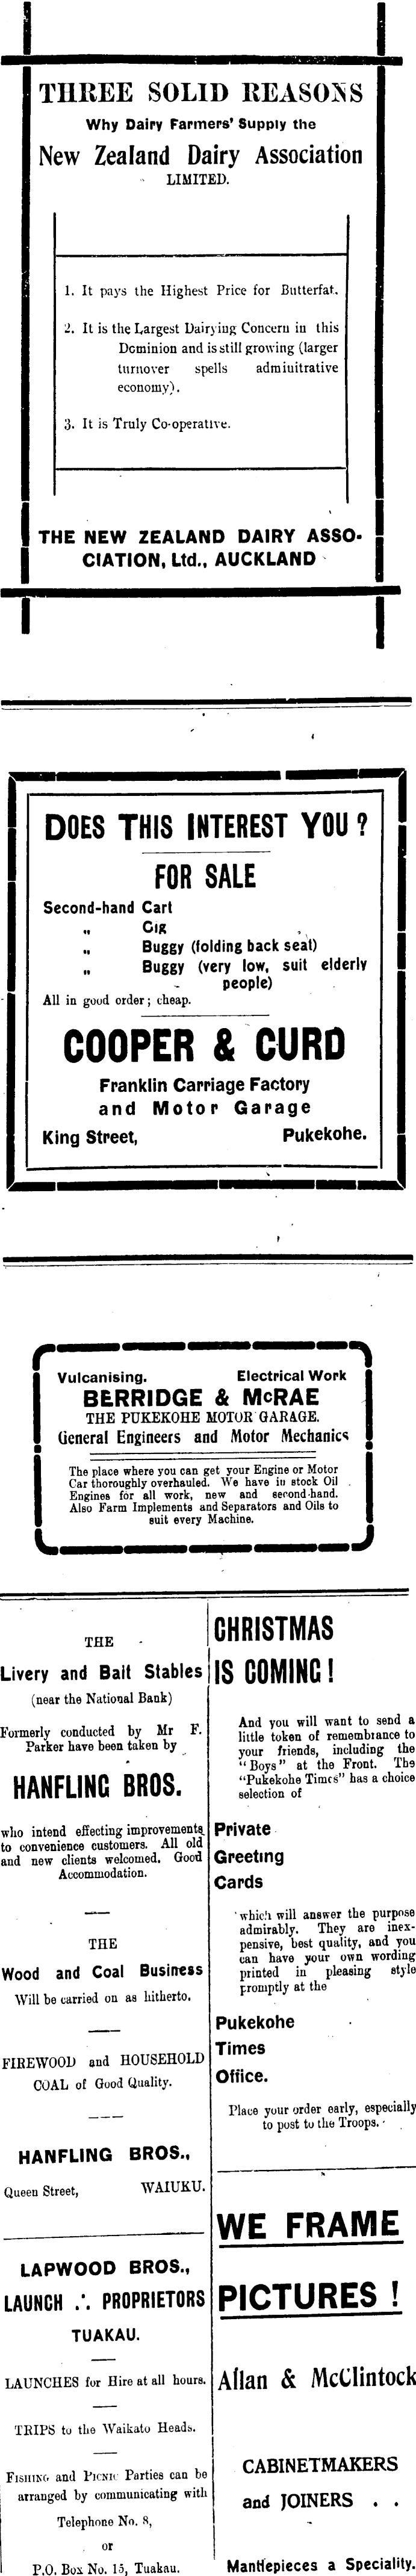 THREE SOLID REASONS
Why Dairy Farmers' Supply the
New Zealand Dairy Association
LIMITED.
1. It pays the Highest Price for Butterfat.
2. It is the Largest Dairying Concern in this
Dominion and is still growing (larger
turnover spells adminitrative
economy).
3. It is Truly Co-operative.
THE NEW ZEALAND DAIRY ASSO-
CIATION, Ltd., AUCKLAND
DOES THIS INTEREST YOU?
FOR SALE
Second-hand Cart
„ Gig
„ Buggy (folding back seat)
„ Buggy (very low, suit elderly
people)
All in good order; cheap.
COOPER & CURD
Franklin Carriage Factory
and Motor Garage
King Street, Pukekohe.
Vulcanising. Electrical Work
BERRIDGE & McRAE
THE PUKEKOHE MOTOR GARAGE.
General Engineers and Motor Mechanics
The place where you can get your Engine or Motor
Car thoroughly overhauled. We have in stock Oil
Engines for all work, new and second-hand.
Also Farm Implements and Separators and Oils to
suit every Machine.
THE
Livery and Bait Stables
(near the National Bank)
Formerly conducted by Mr F.
Parker have been taken by
HANFLING BROS.
who intend effecting improvements
to convenience customers. All old
and new clients welcomed. Good
Accommodation.
THE
Wood and Coal Business
Will be carried on as hitherto.
FIREWOOD and HOUSEHOLD
COAL of Good Quality.
HANFLING BROS.,
Queen Street, WAIUKU.
LAPWOOD BROS.,
LAUNCH ∴ PROPRIETORS
TUAKAU.
LAUNCHES for Hire at all hours.
TRIPS to the Waikato Heads.
FISHING and PICNIC Parties can be
arranged by communicating with
Telephone No. 8,
or
P.O. Box No. 15, Tuakau.
CHRISTMAS
IS COMING!
And you will want to send a
little token of remembrance to
your friends, including the
"Boys" at the Front. The
"Pukekohe Times" has a choice
selection of
Private
Greeting
Cards
which will answer the purpose
admirably. They are inex-
pensive, best quality, and you
can have your own wording
printed in pleasing style
promptly at the
Pukekohe
Times
Office.
Place your order early, especially
to post to the Troops.
WE FRAME
PICTURES!
Allan & McClintock
CABINETMAKERS
and JOINERS . .
Mantlepieces a Speciality.